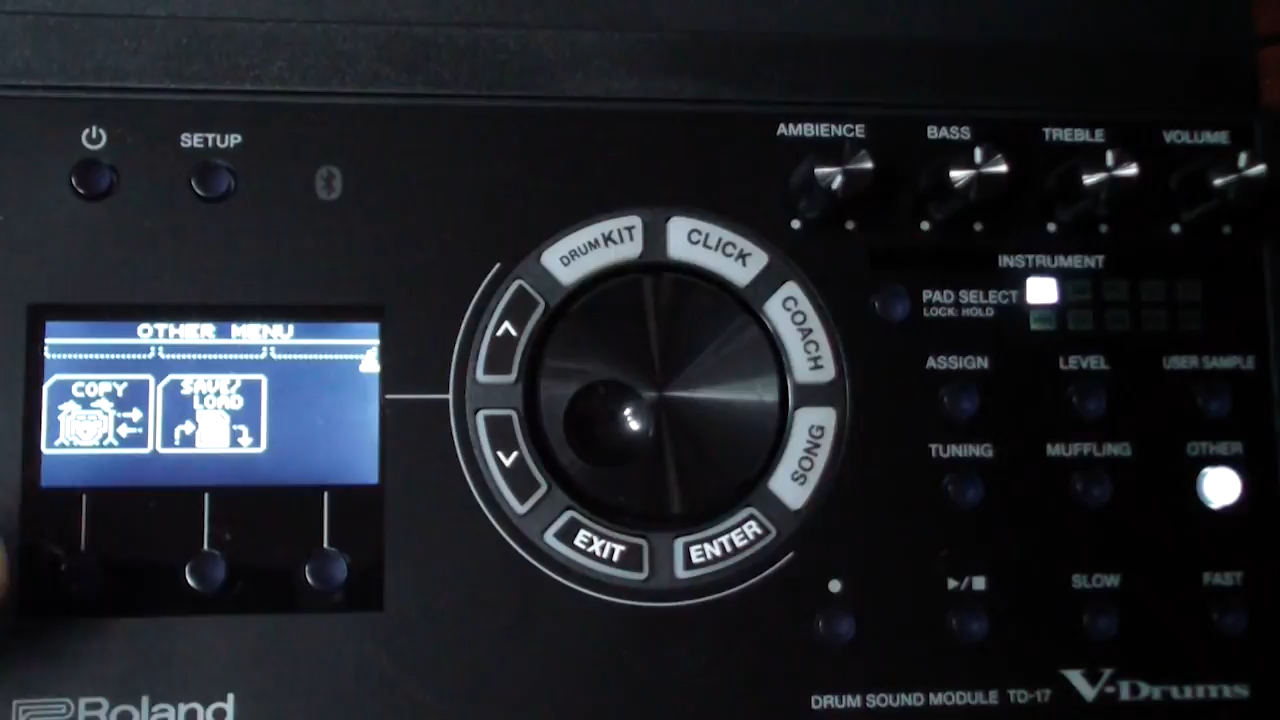 SETUP
AMBIENCE
BASS
TREBLE
VOLUME
DRUM KIT
CLICK
COACH
SONG
ENTER
EXIT
INSTRUMENT
PAD SELECT
LOCK: HOLD
ASSIGN
LEVEL
USER SAMPLE
TUNING
MUFFLING
OTHER
OTHER MENU
COPY
SAVE/
LOAD
SLOW
FAST
Roland
DRUM SOUND MODULE TD-17
V-Drums